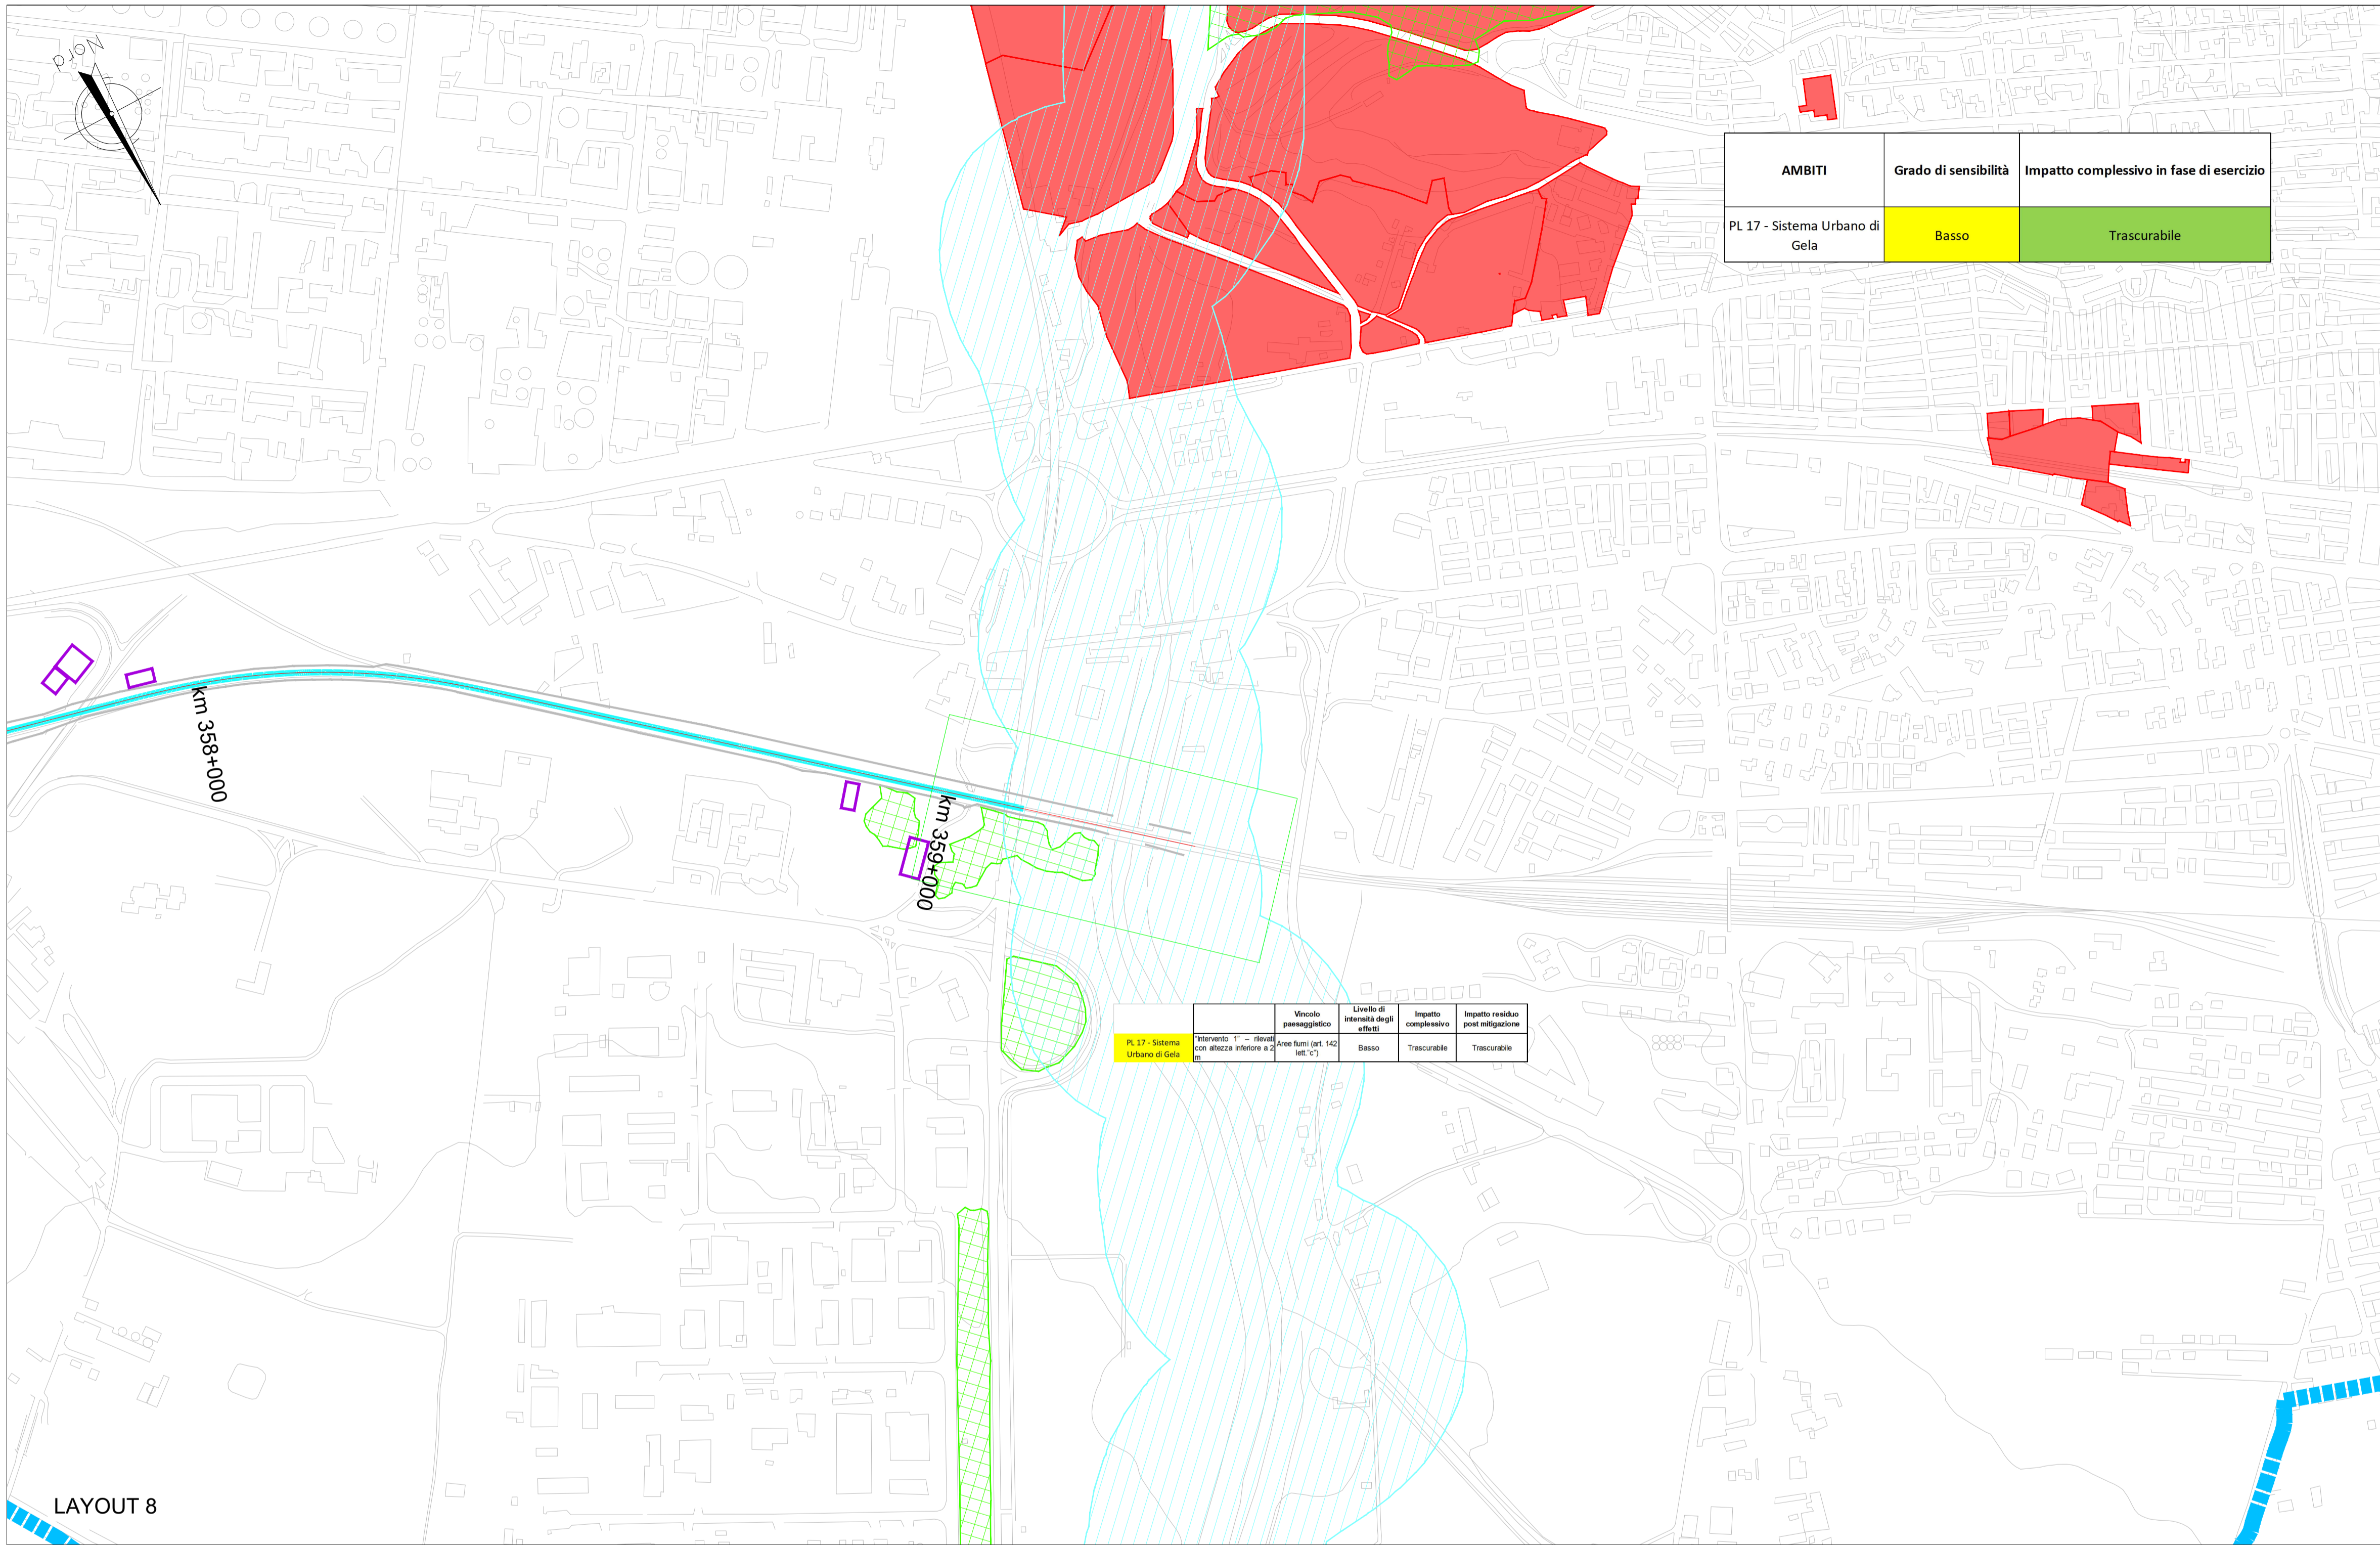 N
AMBITI
Grado di sensibilità
Impatto complessivo in fase di esercizio
PL 17 - Sistema Urbano di
Gela
Basso
Trascurabile
km 358+000
km 359+000
Vincolo
paesaggistico
Livello di
intensità degli
effetti
Impatto
complessivo
Impatto residuo
post mitigazione
PL 17 - Sistema
Urbano di Gela
"Intervento 1" – rilevati
con altezza inferiore a 2
m
Aree fiumi (art. 142
lett."c")
Basso
Trascurabile
Trascurabile
LAYOUT 8